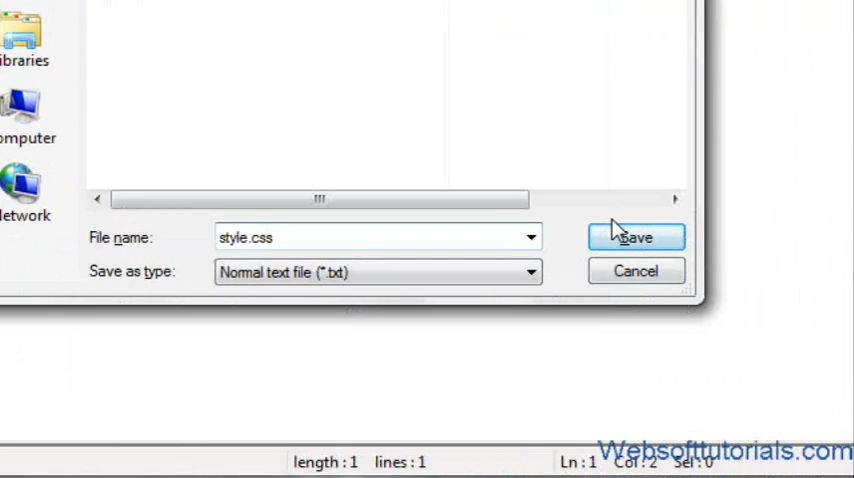 ibraries
omputer
letwork
File name: style.css Save
Save as type: Normal text file (*.txt) Cancel
length : 1 lines : 1 Ln : 1 Col : 2 Sel : 0
Websofttutorials.com